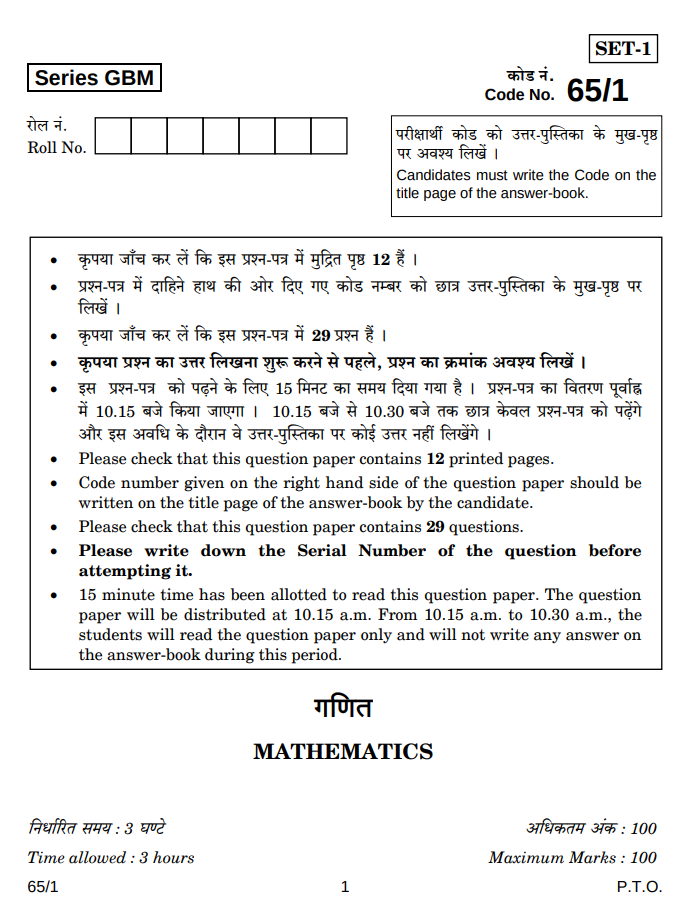 SET-1
Series GBM
कोड नं.
Code No. 65/1
रोल नं.
Roll No.
परीक्षार्थी कोड को उत्तर-पुस्तिका के मुख-पृष्ठ
पर अवश्य लिखें ।
Candidates must write the Code on the
title page of the answer-book.
• कृपया जाँच कर लें कि इस प्रश्न-पत्र में मुद्रित पृष्ठ 12 हैं ।
• प्रश्न-पत्र में दाहिने हाथ की ओर दिए गए कोड नम्बर को छात्र उत्तर-पुस्तिका के मुख-पृष्ठ पर
लिखें ।
• कृपया जाँच कर लें कि इस प्रश्न-पत्र में 29 प्रश्न हैं ।
• कृपया प्रश्न का उत्तर लिखना शुरू करने से पहले, प्रश्न का क्रमांक अवश्य लिखें ।
• इस प्रश्न-पत्र को पढ़ने के लिए 15 मिनट का समय दिया गया है । प्रश्न-पत्र का वितरण पूर्वाह्न
में 10.15 बजे किया जाएगा । 10.15 बजे से 10.30 बजे तक छात्र केवल प्रश्न-पत्र को पढ़ेंगे
और इस अवधि के दौरान वे उत्तर-पुस्तिका पर कोई उत्तर नहीं लिखेंगे ।
• Please check that this question paper contains 12 printed pages.
• Code number given on the right hand side of the question paper should be
written on the title page of the answer-book by the candidate.
• Please check that this question paper contains 29 questions.
• Please write down the Serial Number of the question before
attempting it.
• 15 minute time has been allotted to read this question paper. The question
paper will be distributed at 10.15 a.m. From 10.15 a.m. to 10.30 a.m., the
students will read the question paper only and will not write any answer on
the answer-book during this period.
गणित
MATHEMATICS
निर्धारित समय : 3 घण्टे अधिकतम अंक : 100
Time allowed : 3 hours Maximum Marks : 100
65/1 1 P.T.O.